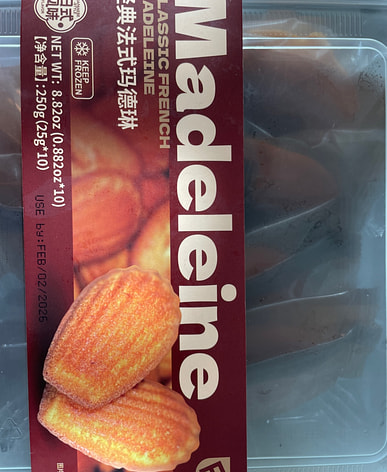 Madeleine
CLASSIC FRENCH
MADELEINE
经典法式玛德琳
KEEP
FROZEN
NET WT: 8.82oz (0.882oz*10)
【净含量】:250g(25g*10)
USE by:FEB/02/2026